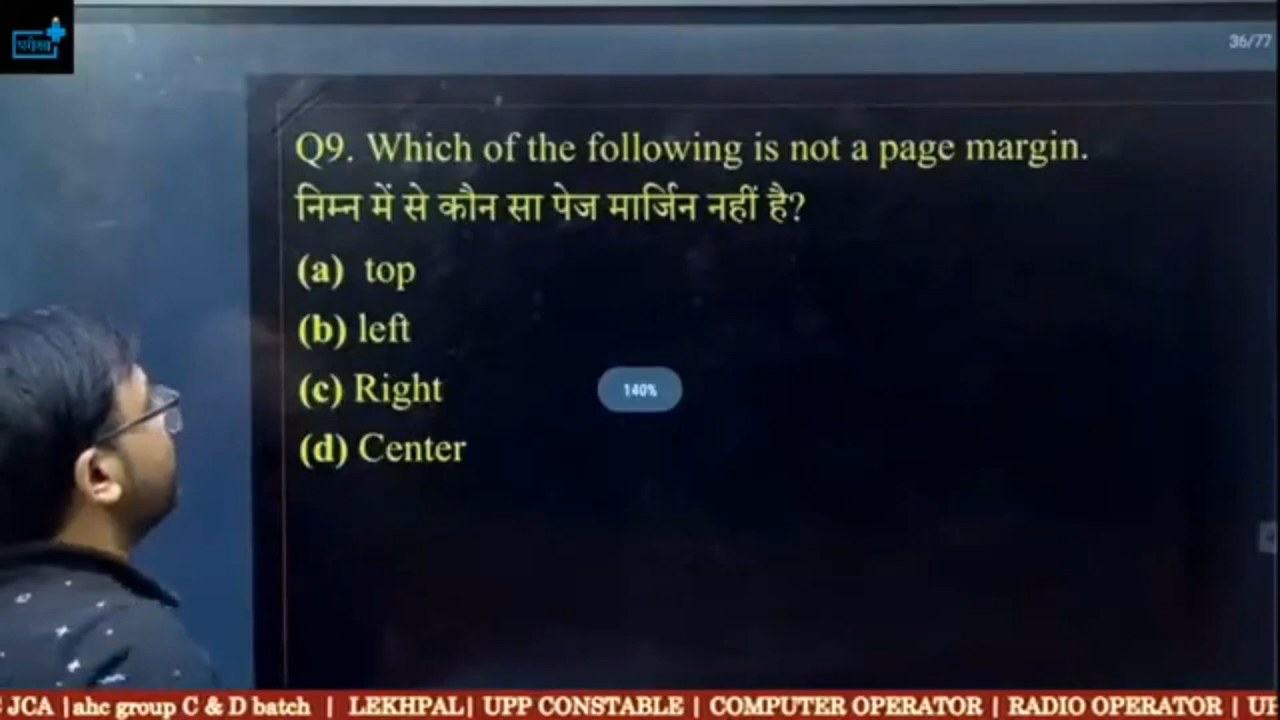 परीक्षा
36/77
Q9. Which of the following is not a page margin.
निम्न में से कौन सा पेज मार्जिन नहीं है?
(a) top
(b) left
(c) Right
140%
(d) Center
JCA |ahc group C & D batch | LEKHPAL| UPP CONSTABLE | COMPUTER OPERATOR | RADIO OPERATOR |